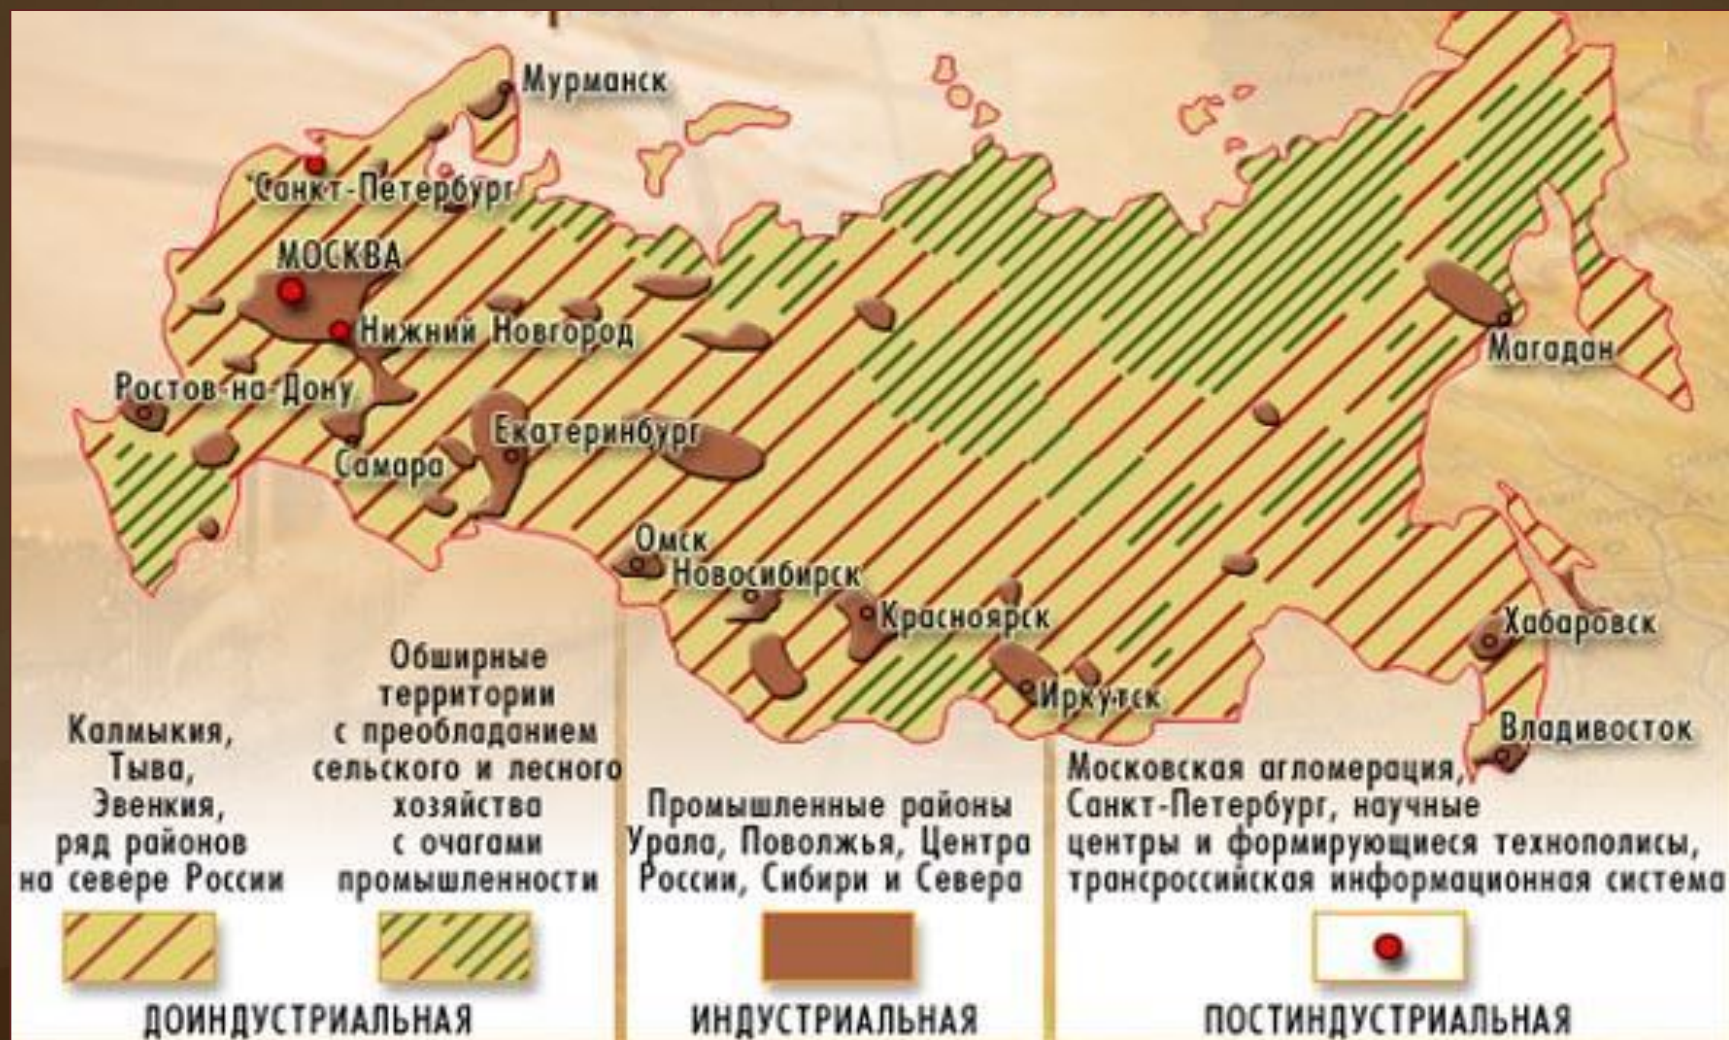 Мурманск
Санкт-Петербург
МОСКВА
Нижний Новгород
Ростов-на-Дону
Екатеринбург
Самара
Магадан
Омск
Новосибирск
Красноярск
Хабаровск
Иркутск
Владивосток
Калмыкия,
Тыва,
Эвенкия,
ряд районов
на севере России
Обширные
территории
с преобладанием
сельского и лесного
хозяйства
с очагами
промышленности
Промышленные районы
Урала, Поволжья, Центра
России, Сибири и Севера
Московская агломерация,
Санкт-Петербург, научные
центры и формирующиеся технополисы,
трансроссийская информационная система
ДОИНДУСТРИАЛЬНАЯ
ИНДУСТРИАЛЬНАЯ
ПОСТИНДУСТРИАЛЬНАЯ